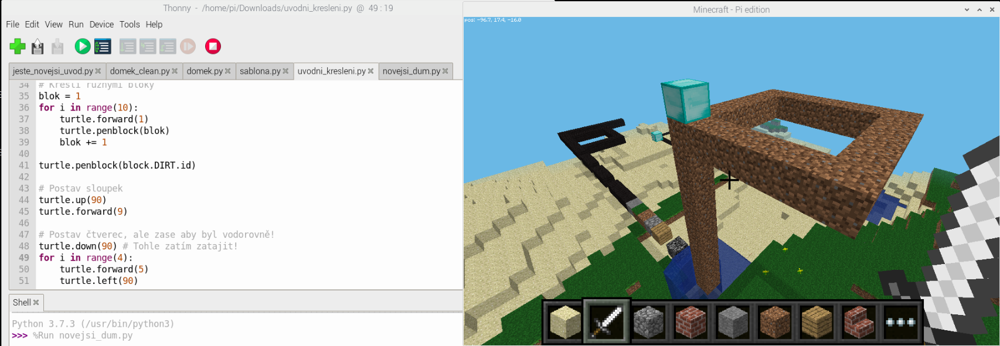 Thonny - /home/pi/Downloads/uvodni_kresleni.py @ 49 : 19
File Edit View Run Device Tools Help
jeste_novejsi_uvod.py domek_clean.py domek.py sablona.py uvodni_kresleni.py novejsi_dum.py
34 # Kresli ruznymi bloky
35 blok = 1
36 for i in range(10):
37     turtle.forward(1)
38     turtle.penblock(blok)
39     blok += 1
40
41 turtle.penblock(block.DIRT.id)
42
43 # Postav sloupek
44 turtle.up(90)
45 turtle.forward(9)
46
47 # Postav čtverec, ale zase aby byl vodorovně!
48 turtle.down(90) # Tohle zatím zatajit!
49 for i in range(4):
50     turtle.forward(5)
51     turtle.left(90)
Shell
Python 3.7.3 (/usr/bin/python3)
>>> %Run novejsi_dum.py
Minecraft - Pi edition
pos: -96.7, 17.4, -16.0